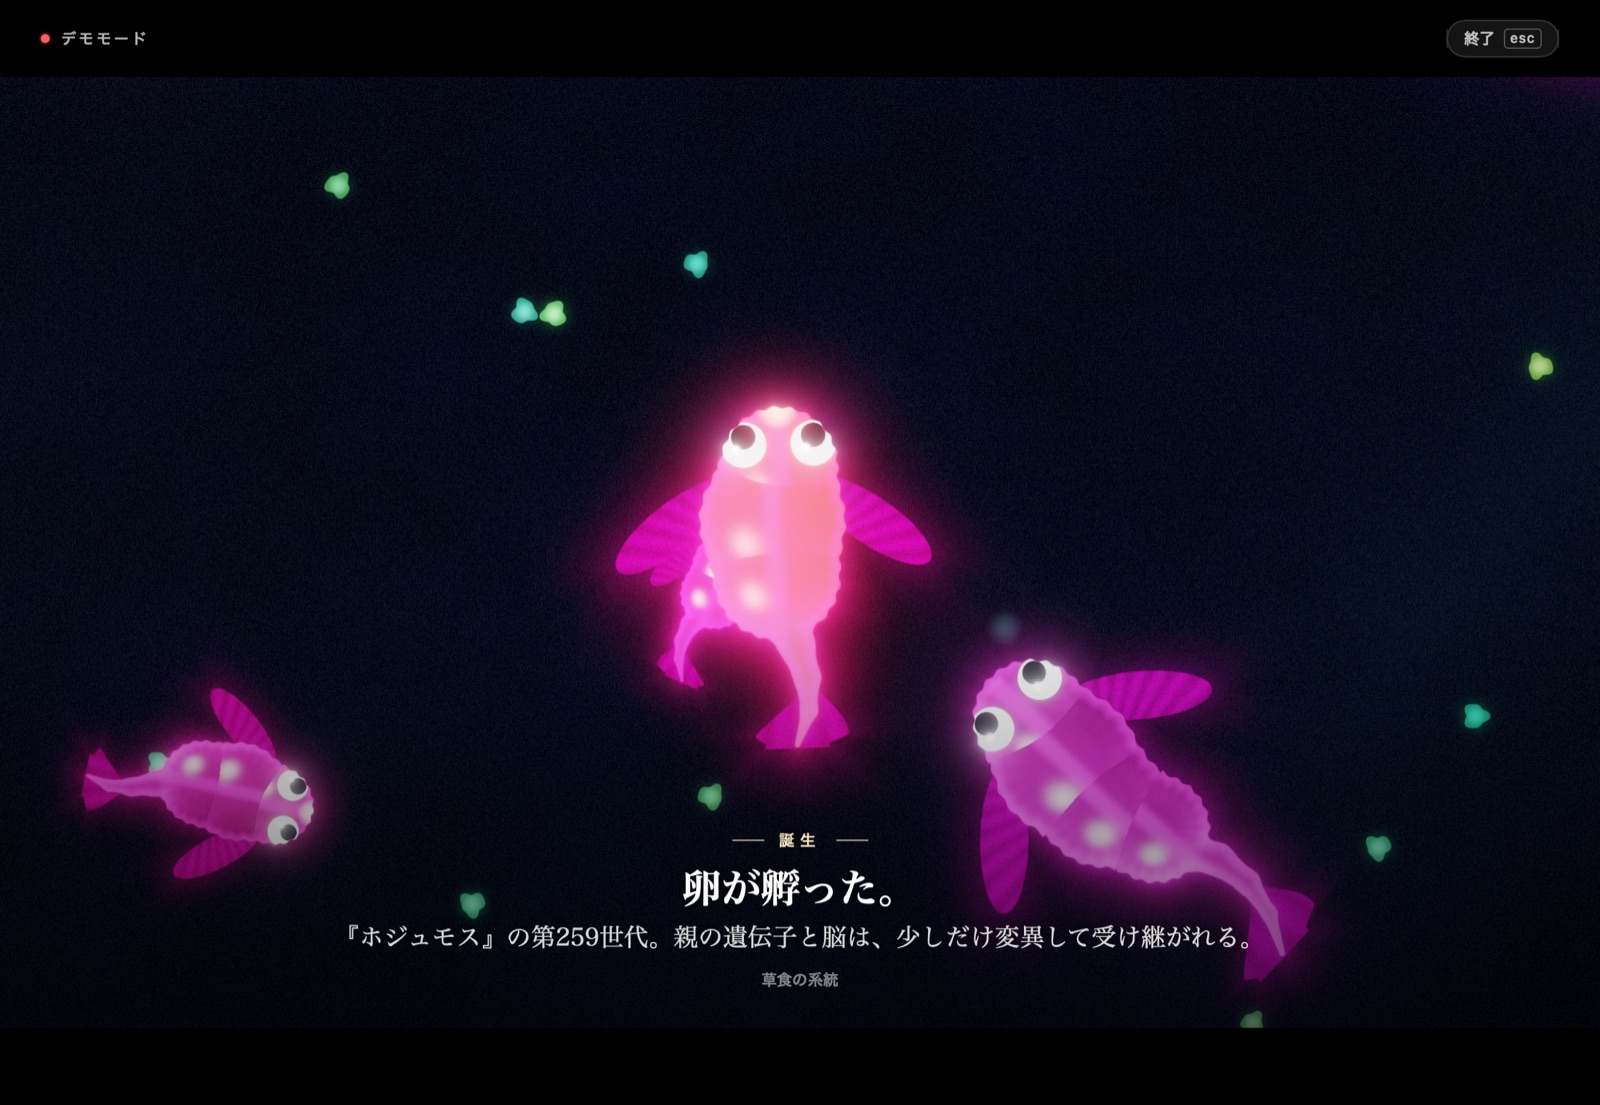 デモモード
終了 esc
誕生
卵が孵った。
『ホジュモス』の第259世代。親の遺伝子と脳は、少しだけ変異して受け継がれる。
草食の系統